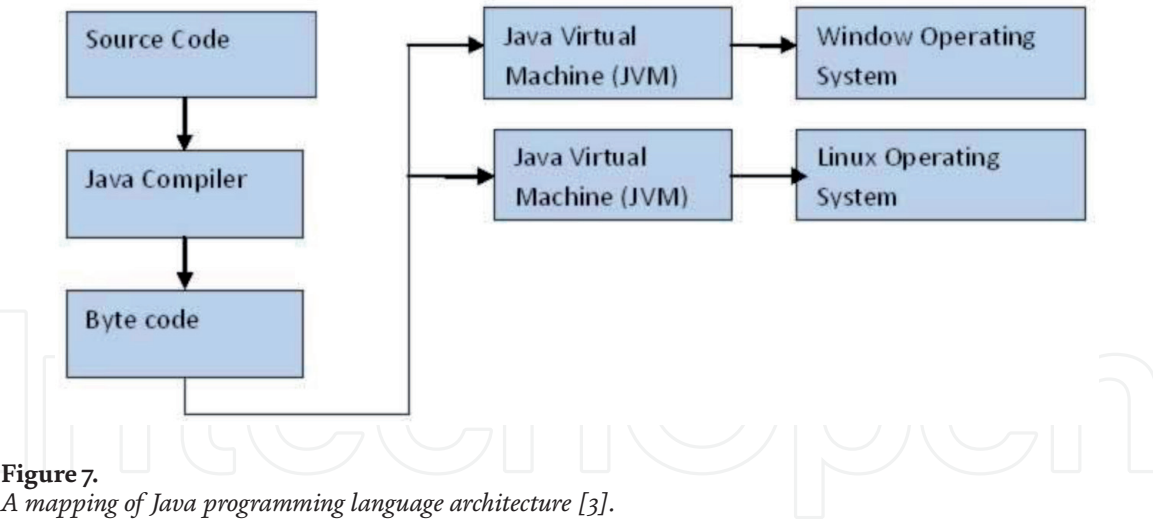 Source Code
Java Compiler
Byte code
Java Virtual
Machine (JVM)
Window Operating
System
Java Virtual
Machine (JVM)
Linux Operating
System
IntechOpen
Figure 7.
A mapping of Java programming language architecture [3].